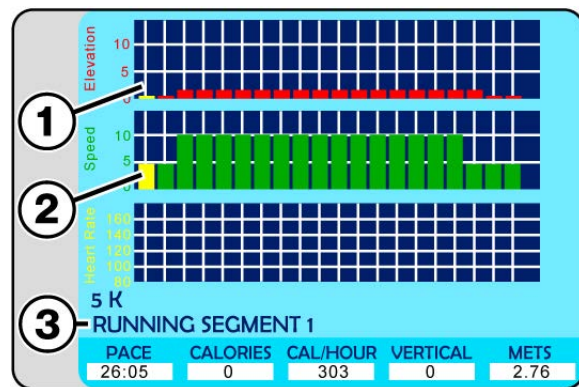 Elevation
10
5
0
1
Speed
10
5
0
2
Heart Rate
160
140
120
100
80
5 K
3
RUNNING SEGMENT 1
PACE CALORIES CAL/HOUR VERTICAL METS
26:05 0 303 0 2.76